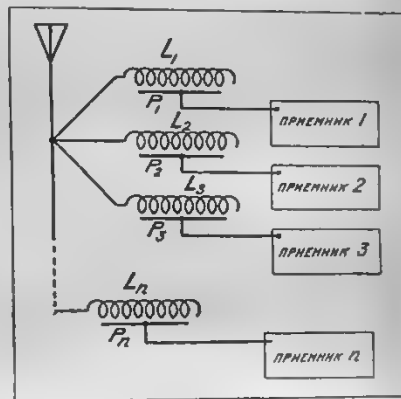 L₁
P₁
ПРИЕМНИК 1
L₂
P₂
ПРИЕМНИК 2
L₃
P₃
ПРИЕМНИК 3
Lₙ
Pₙ
ПРИЕМНИК n